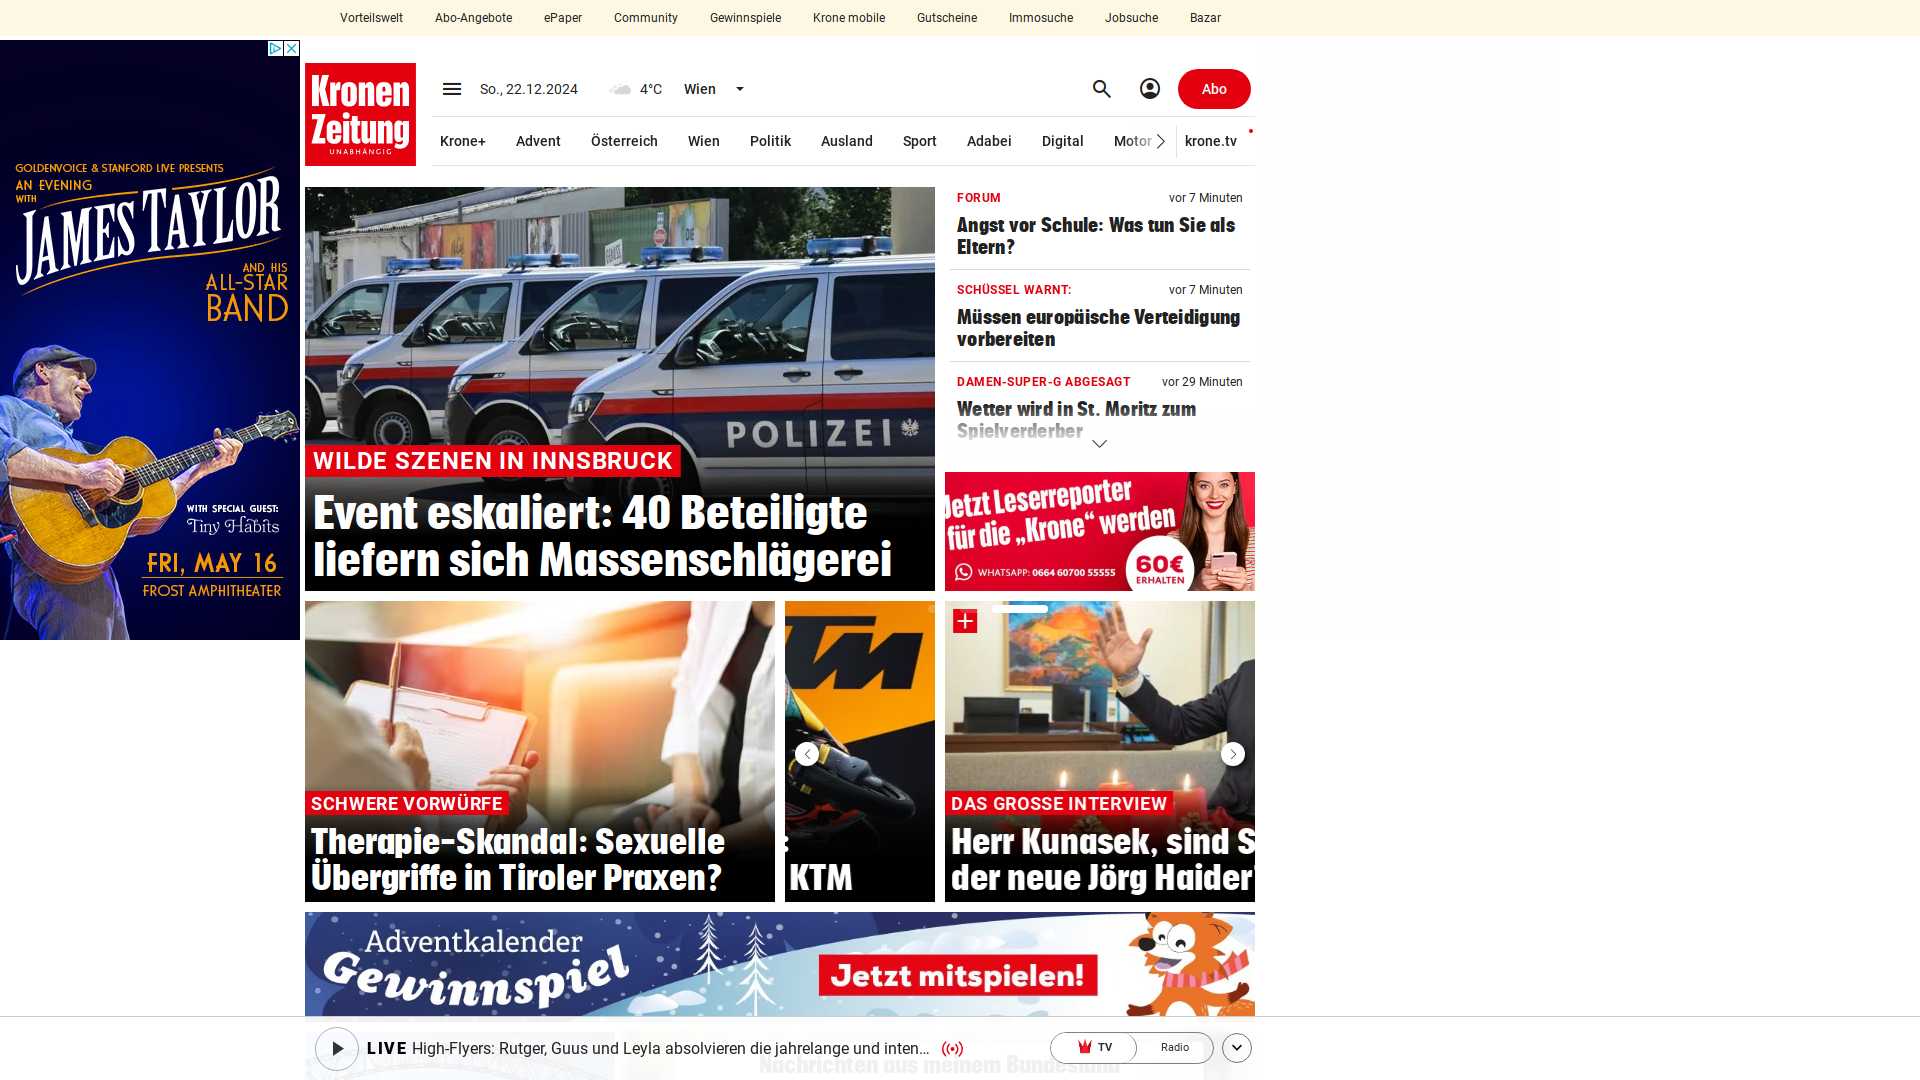 Vorteilswelt Abo-Angebote ePaper Community Gewinnspiele Krone mobile Gutscheine Immosuche Jobsuche Bazar
GOLDENVOICE & STANFORD LIVE PRESENTS
AN EVENING
WITH
JAMES TAYLOR
AND HIS
ALL-STAR
BAND
WITH SPECIAL GUEST:
Tiny Habits
FRI, MAY 16
FROST AMPHITHEATER
Kronen
Zeitung
UNABHÄNGIG
So., 22.12.2024 4°C Wien
Abo
Krone+ Advent Österreich Wien Politik Ausland Sport Adabei Digital Motor krone.tv
POLIZEI
WILDE SZENEN IN INNSBRUCK
Event eskaliert: 40 Beteiligte
liefern sich Massenschlägerei
FORUM vor 7 Minuten
Angst vor Schule: Was tun Sie als
Eltern?
SCHÜSSEL WARNT: vor 7 Minuten
Müssen europäische Verteidigung
vorbereiten
DAMEN-SUPER-G ABGESAGT vor 29 Minuten
Wetter wird in St. Moritz zum
Spielverderber
Jetzt Leserreporter
für die „Krone“ werden
WHATSAPP: 0664 60700 55555
60€
ERHALTEN
SCHWERE VORWÜRFE
Therapie-Skandal: Sexuelle
Übergriffe in Tiroler Praxen?
TM
:
KTM
DAS GROSSE INTERVIEW
Herr Kunasek, sind S
der neue Jörg Haider
Adventkalender
Gewinnspiel
Jetzt mitspielen!
LIVE High-Flyers: Rutger, Guus und Leyla absolvieren die jahrelange und inten...
TV Radio
Nachrichten aus meinem Bundesland